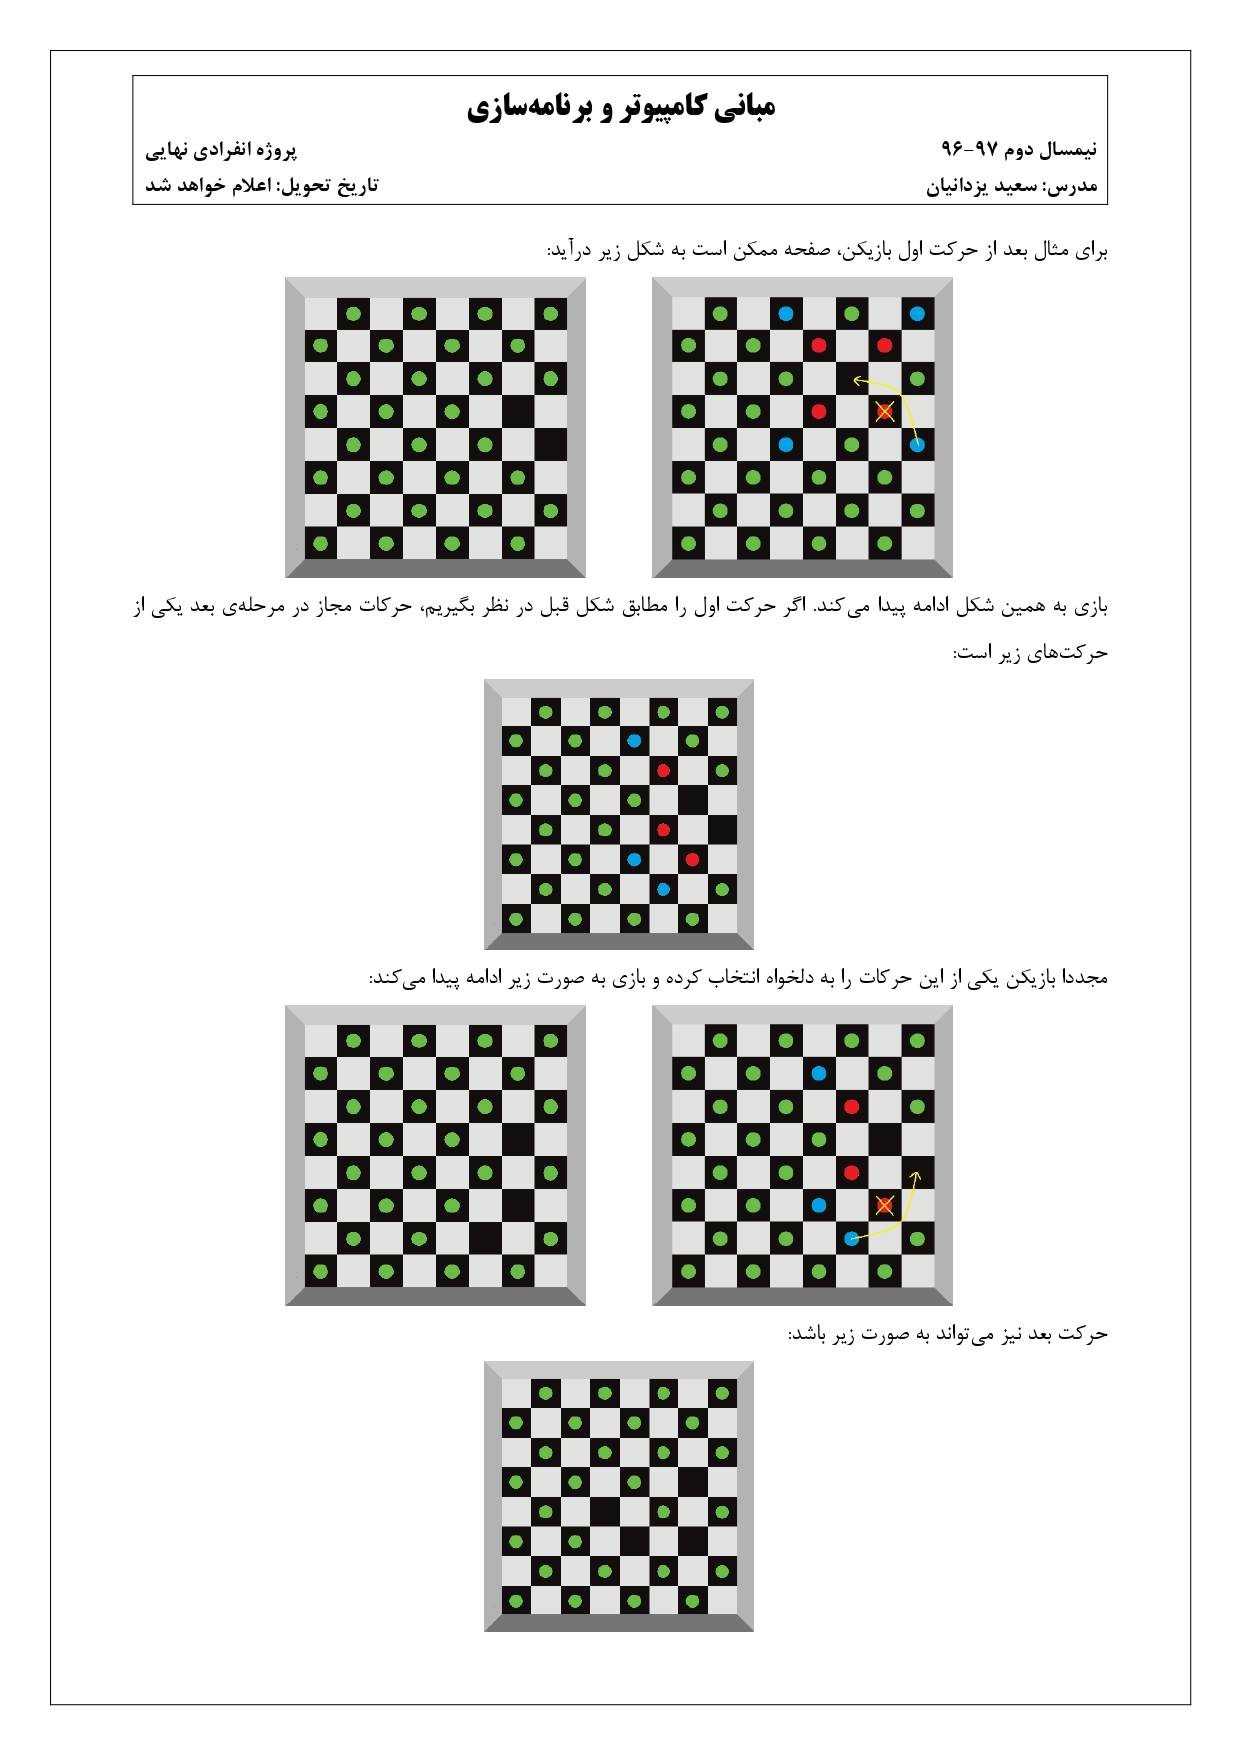 مبانی کامپیوتر و برنامه‌سازی
نیمسال دوم ۹۷-۹۶
پروژه انفرادی نهایی
مدرس: سعید یزدانیان
تاریخ تحویل: اعلام خواهد شد
برای مثال بعد از حرکت اول بازیکن، صفحه ممکن است به شکل زیر درآید:
بازی به همین شکل ادامه پیدا می‌کند. اگر حرکت اول را مطابق شکل قبل در نظر بگیریم، حرکات مجاز در مرحله‌ی بعد یکی از
حرکت‌های زیر است:
مجددا بازیکن یکی از این حرکات را به دلخواه انتخاب کرده و بازی به صورت زیر ادامه پیدا می‌کند:
حرکت بعد نیز می‌تواند به صورت زیر باشد: